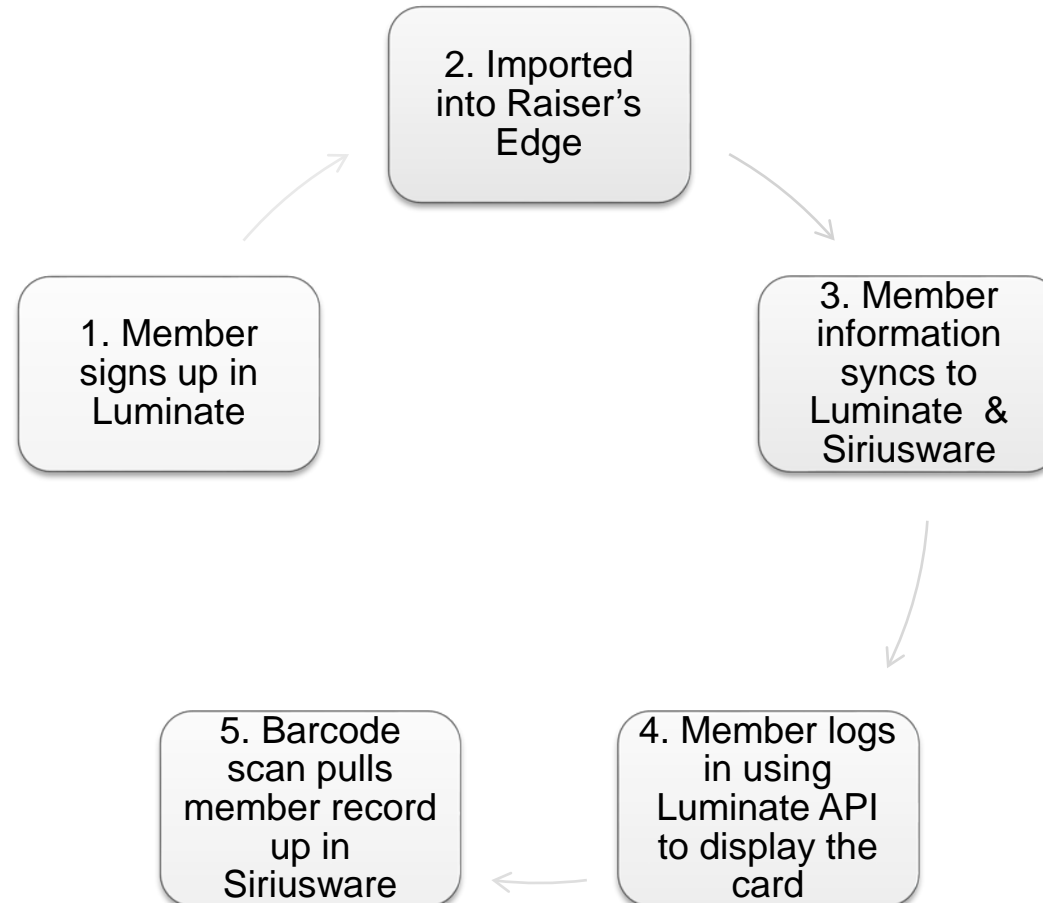 2. Imported
into Raiser’s
Edge
1. Member
signs up in
Luminate
3. Member
information
syncs to
Luminate  &
Siriusware
5. Barcode
scan pulls
member record
up in
Siriusware
4. Member logs
in using
Luminate API
to display the
card